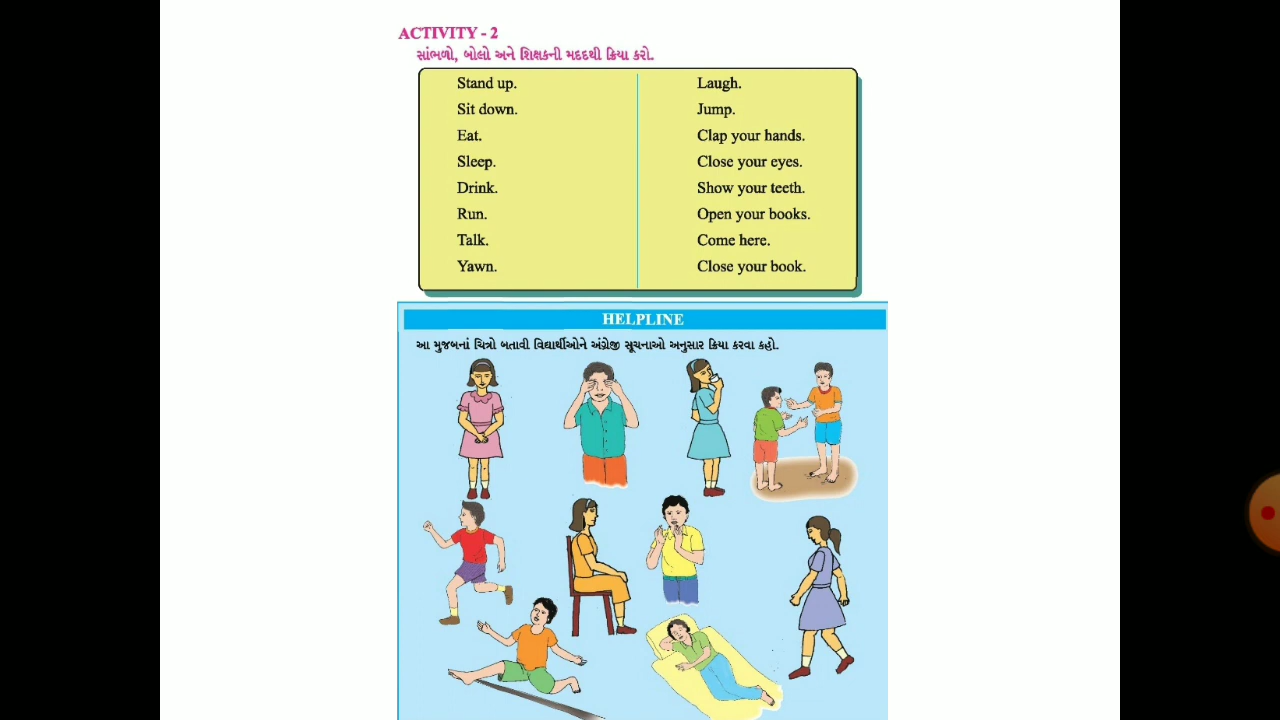 ACTIVITY - 2
સાંભળો, બોલો અને શિક્ષકની મદદથી ક્રિયા કરો.
Stand up.
Sit down.
Eat.
Sleep.
Drink.
Run.
Talk.
Yawn.
Laugh.
Jump.
Clap your hands.
Close your eyes.
Show your teeth.
Open your books.
Come here.
Close your book.
HELPLINE
આ મુજબનાં ચિત્રો બતાવી વિદ્યાર્થીઓને અંગ્રેજી સૂચનાઓ અનુસાર ક્રિયા કરવા કહો.